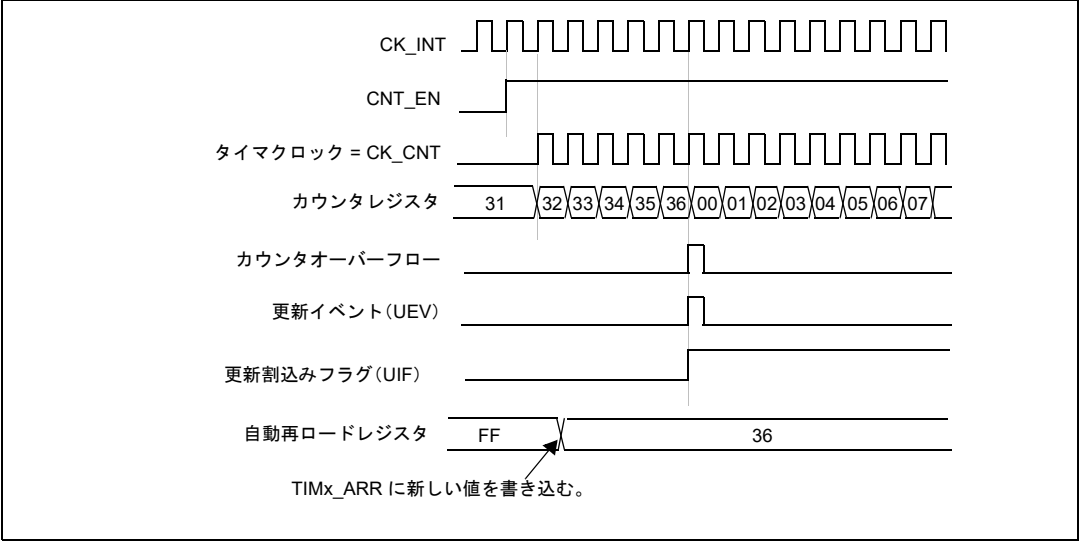 CK_INT
CNT_EN
タイマクロック = CK_CNT
カウンタレジスタ 31 32 33 34 35 36 00 01 02 03 04 05 06 07
カウンタオーバーフロー
更新イベント(UEV)
更新割込みフラグ(UIF)
自動再ロードレジスタ FF 36
TIMx_ARR に新しい値を書き込む。